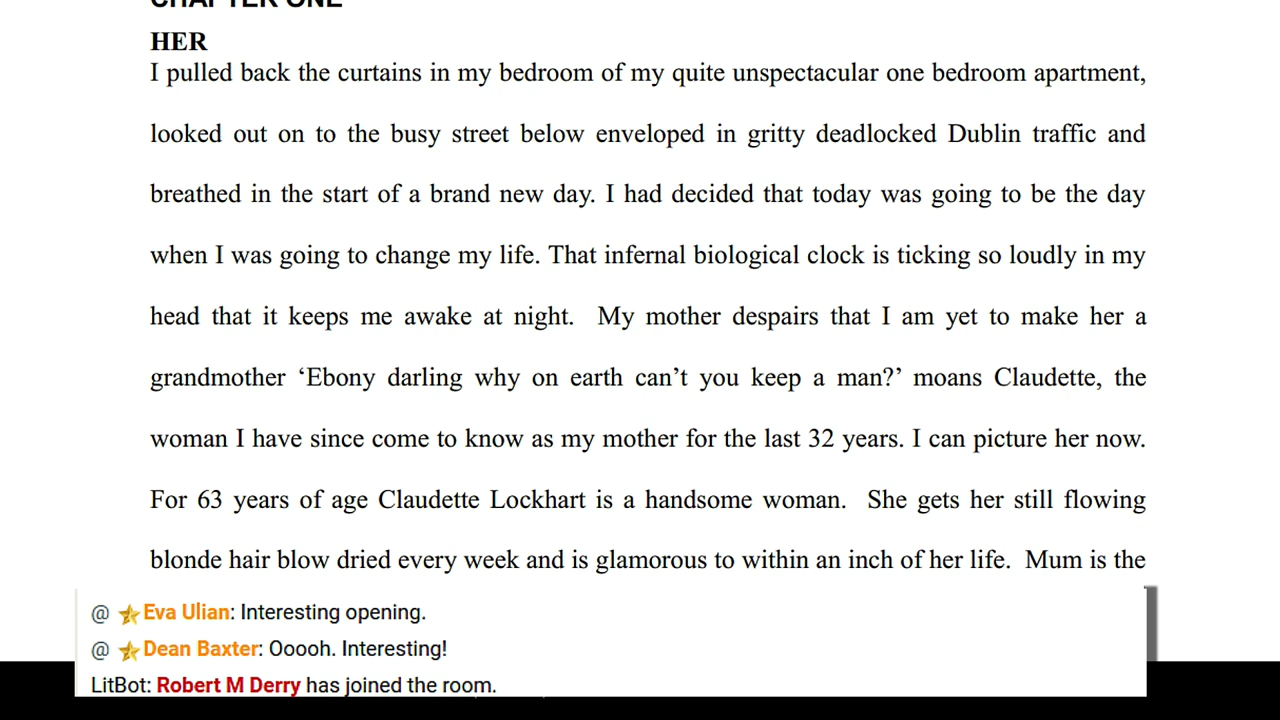 CHAPTER ONE
HER
I pulled back the curtains in my bedroom of my quite unspectacular one bedroom apartment,
looked out on to the busy street below enveloped in gritty deadlocked Dublin traffic and
breathed in the start of a brand new day. I had decided that today was going to be the day
when I was going to change my life. That infernal biological clock is ticking so loudly in my
head that it keeps me awake at night.  My mother despairs that I am yet to make her a
grandmother ‘Ebony darling why on earth can’t you keep a man?’ moans Claudette, the
woman I have since come to know as my mother for the last 32 years. I can picture her now.
For 63 years of age Claudette Lockhart is a handsome woman.  She gets her still flowing
blonde hair blow dried every week and is glamorous to within an inch of her life.  Mum is the
@ Eva Ulian: Interesting opening.
@ Dean Baxter: Ooooh. Interesting!
LitBot: Robert M Derry has joined the room.